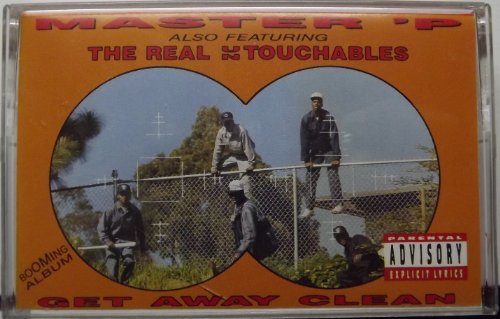 MASTER 'P
ALSO FEATURING
THE REAL UN TOUCHABLES
BOOMING
ALBUM
PARENTAL
ADVISORY
EXPLICIT LYRICS
GET AWAY CLEAN